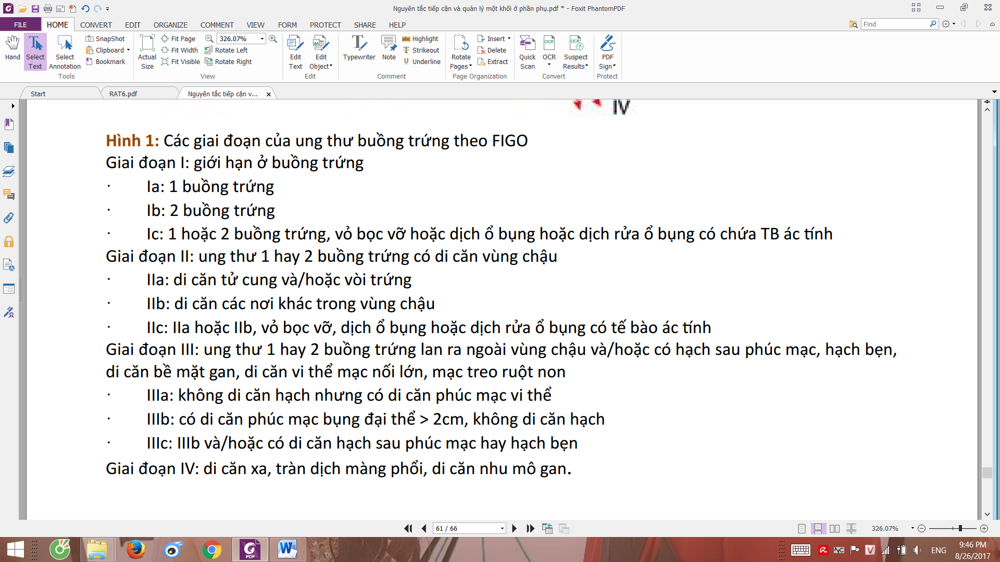 Nguyên tắc tiếp cận và quản lý một khối ở phần phụ.pdf * - Foxit PhantomPDF
FILE HOME CONVERT EDIT ORGANIZE COMMENT VIEW FORM PROTECT SHARE HELP
Find
Hand
Select Text
Select Annotation
SnapShot
Clipboard
Bookmark
Tools
Actual Size
Fit Page
Fit Width
Fit Visible
326.07%
Rotate Left
Rotate Right
View
Edit Text
Edit Object
Edit
Typewriter
Note
Highlight
Strikeout
Underline
Comment
Rotate Pages
Insert
Delete
Extract
Page Organization
Quick Scan
OCR
Suspect Results
Convert
PDF Sign
Protect
Start
RAT6.pdf
Nguyên tắc tiếp cận v...
IV
Hình 1: Các giai đoạn của ung thư buồng trứng theo FIGO
Giai đoạn I: giới hạn ở buồng trứng
· Ia: 1 buồng trứng
· Ib: 2 buồng trứng
· Ic: 1 hoặc 2 buồng trứng, vỏ bọc vỡ hoặc dịch ổ bụng hoặc dịch rửa ổ bụng có chứa TB ác tính
Giai đoạn II: ung thư 1 hay 2 buồng trứng có di căn vùng chậu
· IIa: di căn tử cung và/hoặc vòi trứng
· IIb: di căn các nơi khác trong vùng chậu
· IIc: IIa hoặc IIb, vỏ bọc vỡ, dịch ổ bụng hoặc dịch rửa ổ bụng có tế bào ác tính
Giai đoạn III: ung thư 1 hay 2 buồng trứng lan ra ngoài vùng chậu và/hoặc có hạch sau phúc mạc, hạch bẹn,
di căn bề mặt gan, di căn vi thể mạc nối lớn, mạc treo ruột non
· IIIa: không di căn hạch nhưng có di căn phúc mạc vi thể
· IIIb: có di căn phúc mạc bụng đại thể > 2cm, không di căn hạch
· IIIc: IIIb và/hoặc có di căn hạch sau phúc mạc hay hạch bẹn
Giai đoạn IV: di căn xa, tràn dịch màng phổi, di căn nhu mô gan.
61 / 66
326.07%
ENG
9:46 PM
8/26/2017